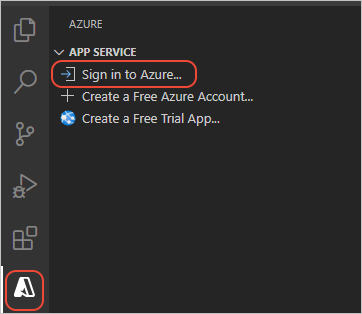 AZURE
APP SERVICE
Sign in to Azure...
Create a Free Azure Account...
Create a Free Trial App...